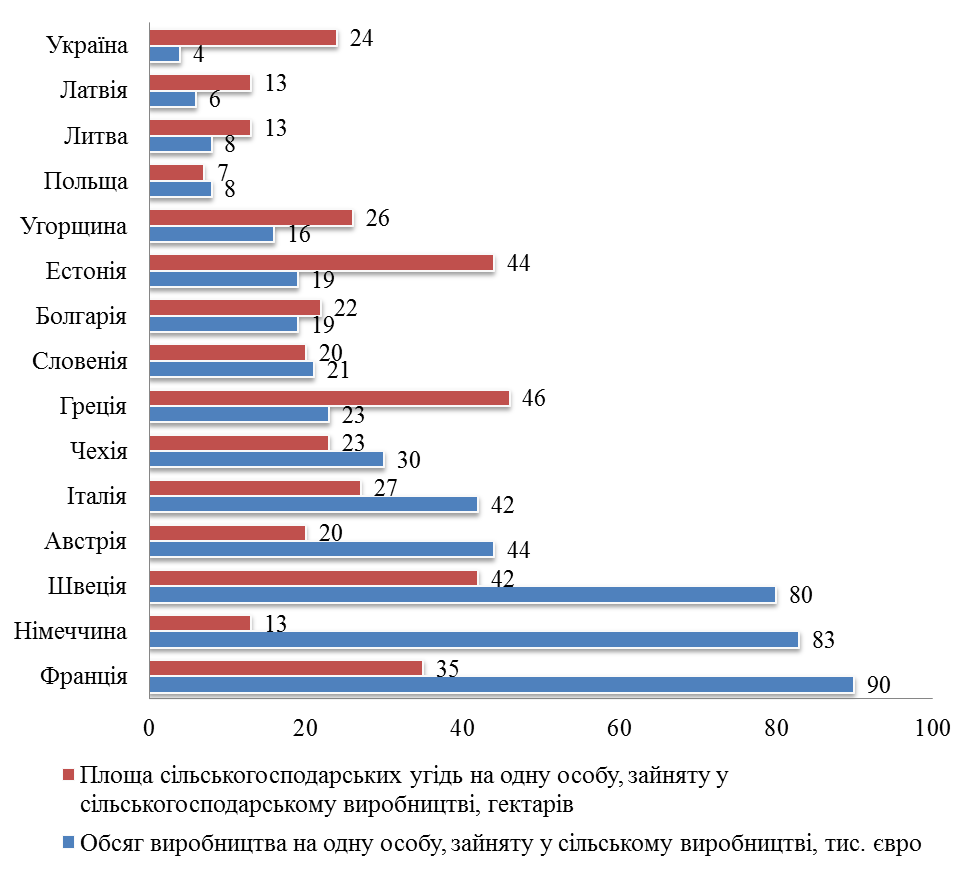 Україна
24
4
Латвія
13
6
Литва
13
8
Польща
7
8
Угорщина
26
16
Естонія
44
19
Болгарія
22
19
Словенія
20
21
Греція
46
23
Чехія
23
30
Італія
27
42
Австрія
20
44
Швеція
42
80
Німеччина
13
83
Франція
35
90
0 20 40 60 80 100
Площа сільськогосподарських угідь на одну особу, зайняту у
сільськогосподарському виробництві, гектарів
Обсяг виробництва на одну особу, зайняту у сільському виробництві, тис. євро